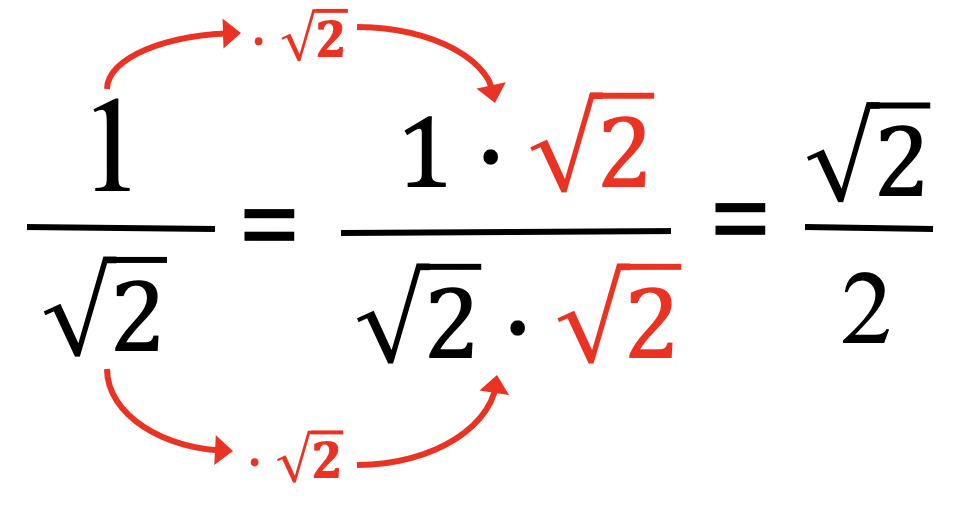 · √2
1 / √2 = 1 · √2 / √2 · √2 = √2 / 2
· √2